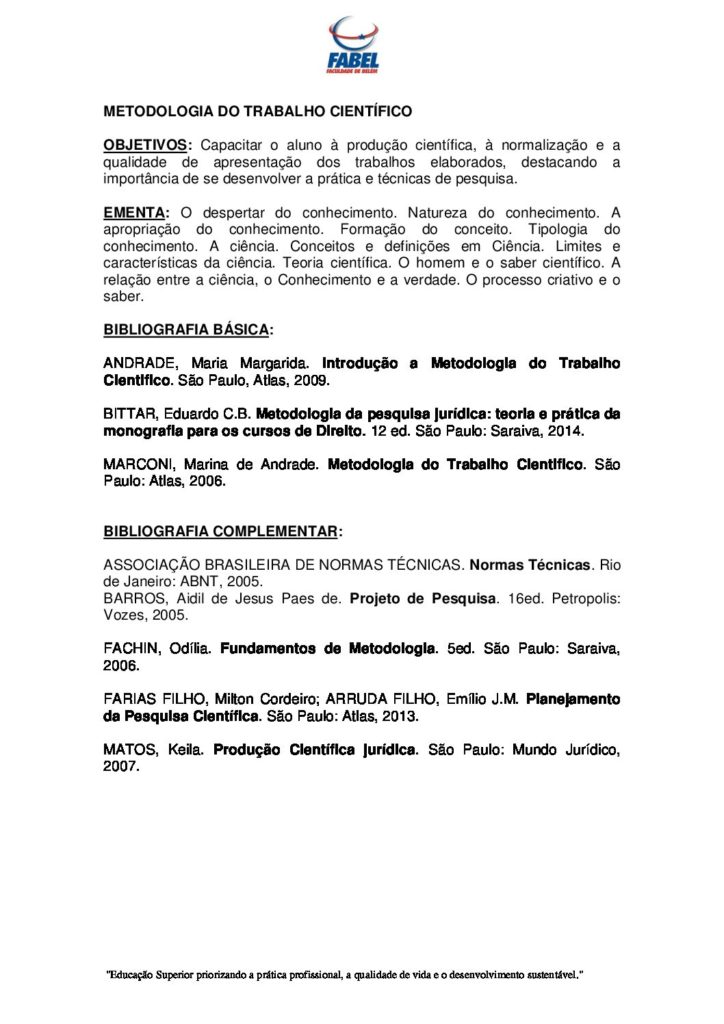 FABEL
FACULDADE DE BELÉM
METODOLOGIA DO TRABALHO CIENTÍFICO
OBJETIVOS: Capacitar o aluno à produção científica, à normalização e a
qualidade de apresentação dos trabalhos elaborados, destacando a
importância de se desenvolver a prática e técnicas de pesquisa.
EMENTA: O despertar do conhecimento. Natureza do conhecimento. A
apropriação do conhecimento. Formação do conceito. Tipologia do
conhecimento. A ciência. Conceitos e definições em Ciência. Limites e
características da ciência. Teoria científica. O homem e o saber científico. A
relação entre a ciência, o Conhecimento e a verdade. O processo criativo e o
saber.
BIBLIOGRAFIA BÁSICA:
ANDRADE, Maria Margarida. Introdução a Metodologia do Trabalho
Cientifico. São Paulo, Atlas, 2009.
BITTAR, Eduardo C.B. Metodologia da pesquisa jurídica: teoria e prática da
monografia para os cursos de Direito. 12 ed. São Paulo: Saraiva, 2014.
MARCONI, Marina de Andrade. Metodologia do Trabalho Cientifico. São
Paulo: Atlas, 2006.
BIBLIOGRAFIA COMPLEMENTAR:
ASSOCIAÇÃO BRASILEIRA DE NORMAS TÉCNICAS. Normas Técnicas. Rio
de Janeiro: ABNT, 2005.
BARROS, Aidil de Jesus Paes de. Projeto de Pesquisa. 16ed. Petropolis:
Vozes, 2005.
FACHIN, Odília. Fundamentos de Metodologia. 5ed. São Paulo: Saraiva,
2006.
FARIAS FILHO, Milton Cordeiro; ARRUDA FILHO, Emílio J.M. Planejamento
da Pesquisa Científica. São Paulo: Atlas, 2013.
MATOS, Keila. Produção Científica jurídica. São Paulo: Mundo Jurídico,
2007.
"Educação Superior priorizando a prática profissional, a qualidade de vida e o desenvolvimento sustentável."